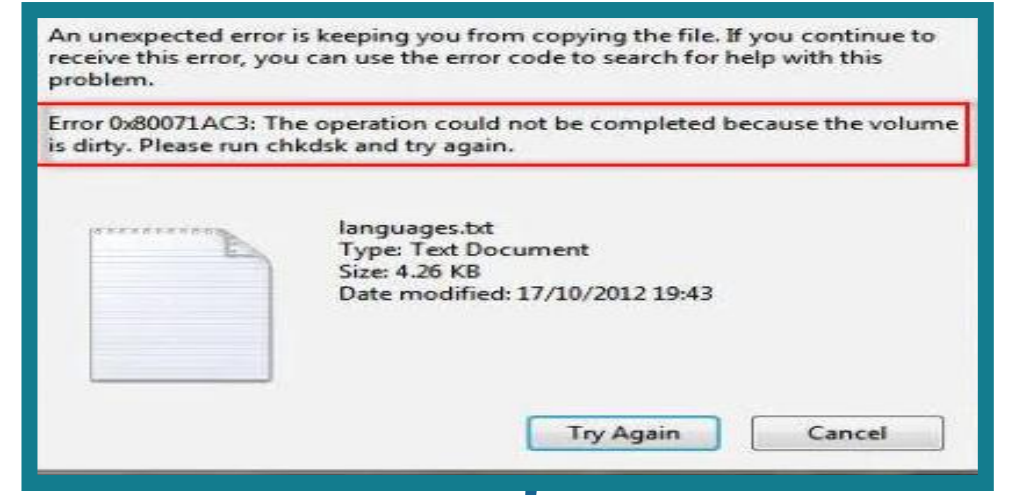 An unexpected error is keeping you from copying the file. If you continue to
receive this error, you can use the error code to search for help with this
problem.
Error 0x80071AC3: The operation could not be completed because the volume
is dirty. Please run chkdsk and try again.
languages.txt
Type: Text Document
Size: 4.26 KB
Date modified: 17/10/2012 19:43
Try Again
Cancel